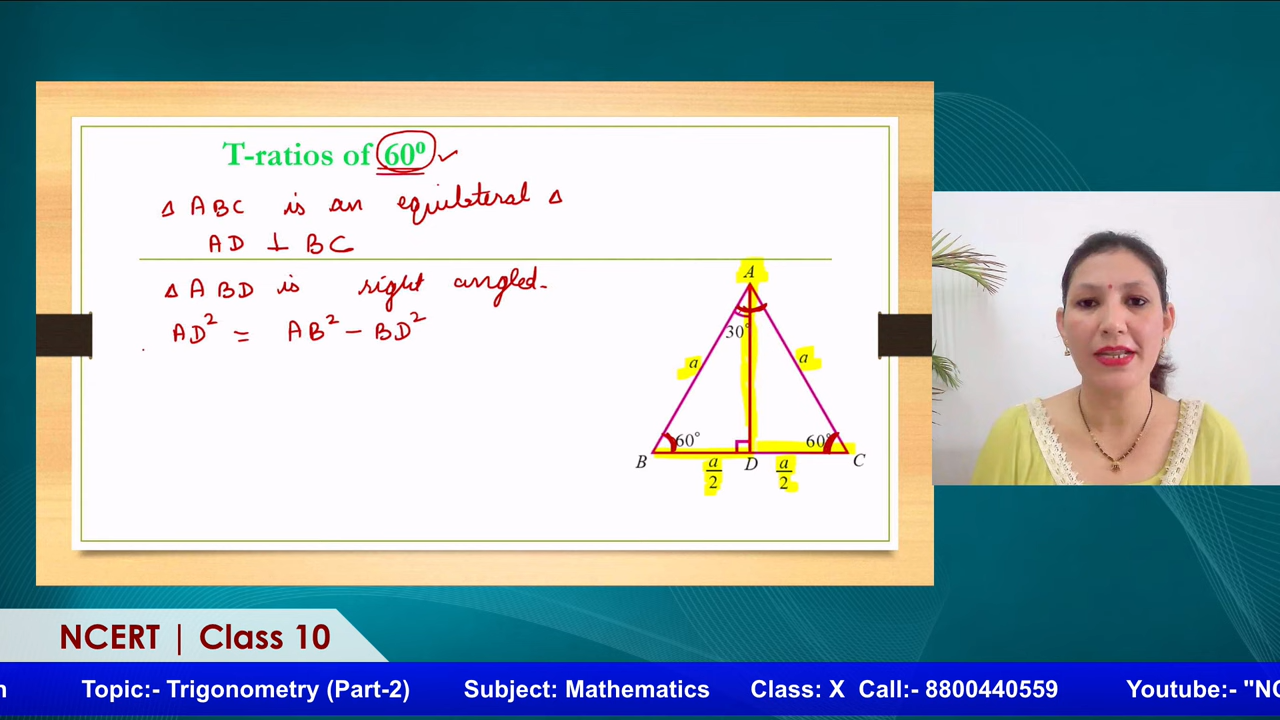 T-ratios of 60⁰
Δ ABC is an equilateral Δ
AD ⊥ BC
Δ ABD is right angled.
AD² = AB² - BD²
A
30°
a
a
60°
60°
B
a/2
D
a/2
C
NCERT | Class 10
n Topic:- Trigonometry (Part-2) Subject: Mathematics Class: X Call:- 8800440559 Youtube:- "NC